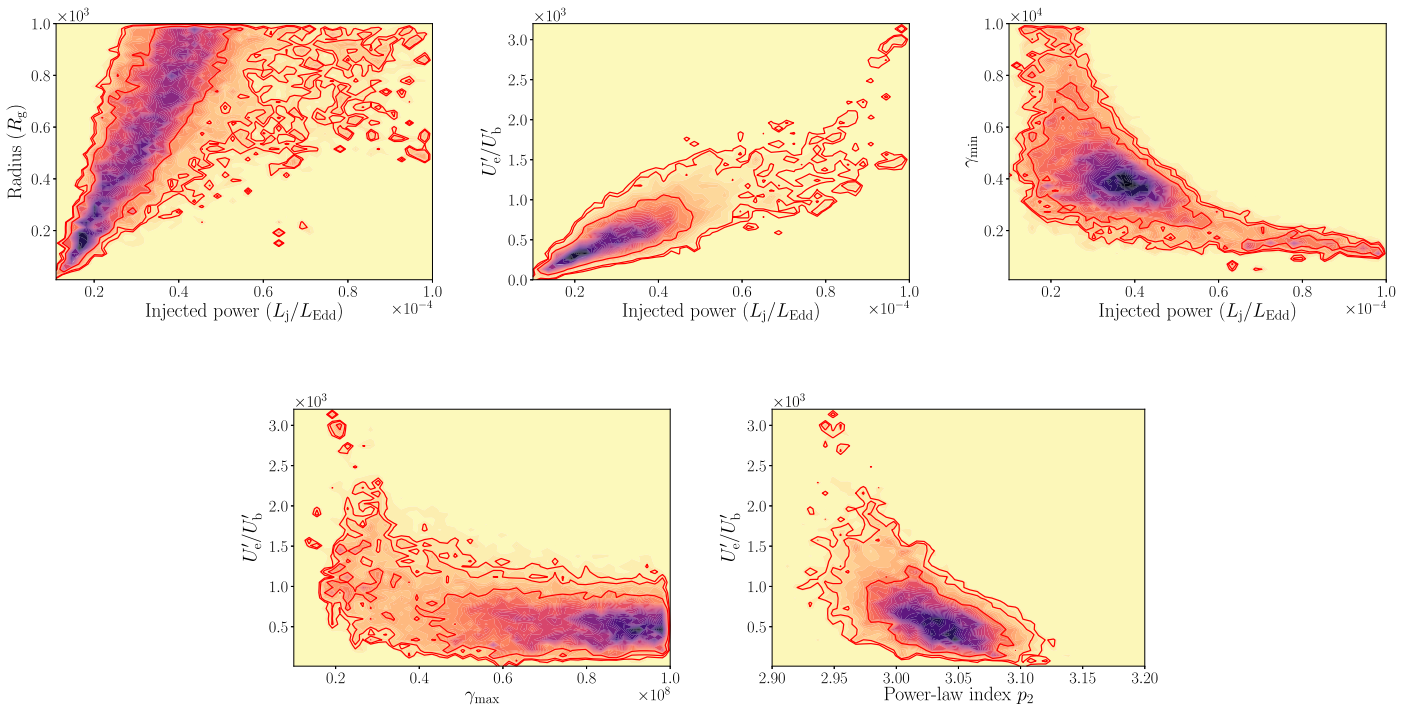 ×10³ ×10³ ×10⁴
1.0 3.0 1.0
0.8 2.5 0.8
Radius (R_g) 0.6 U′_e/U′_b 2.0 γ_min 0.6
0.4 1.5 0.4
0.2 1.0 0.2
0.5
0.0
0.2 0.4 0.6 0.8 1.0 0.2 0.4 0.6 0.8 1.0 0.2 0.4 0.6 0.8 1.0
Injected power (L_j/L_Edd) ×10⁻⁴ Injected power (L_j/L_Edd) ×10⁻⁴ Injected power (L_j/L_Edd) ×10⁻⁴
×10³ ×10³
3.0 3.0
2.5 2.5
2.0 2.0
U′_e/U′_b 1.5 U′_e/U′_b 1.5
1.0 1.0
0.5 0.5
0.2 0.4 0.6 0.8 1.0 2.90 2.95 3.00 3.05 3.10 3.15 3.20
γ_max ×10⁸ Power-law index p₂